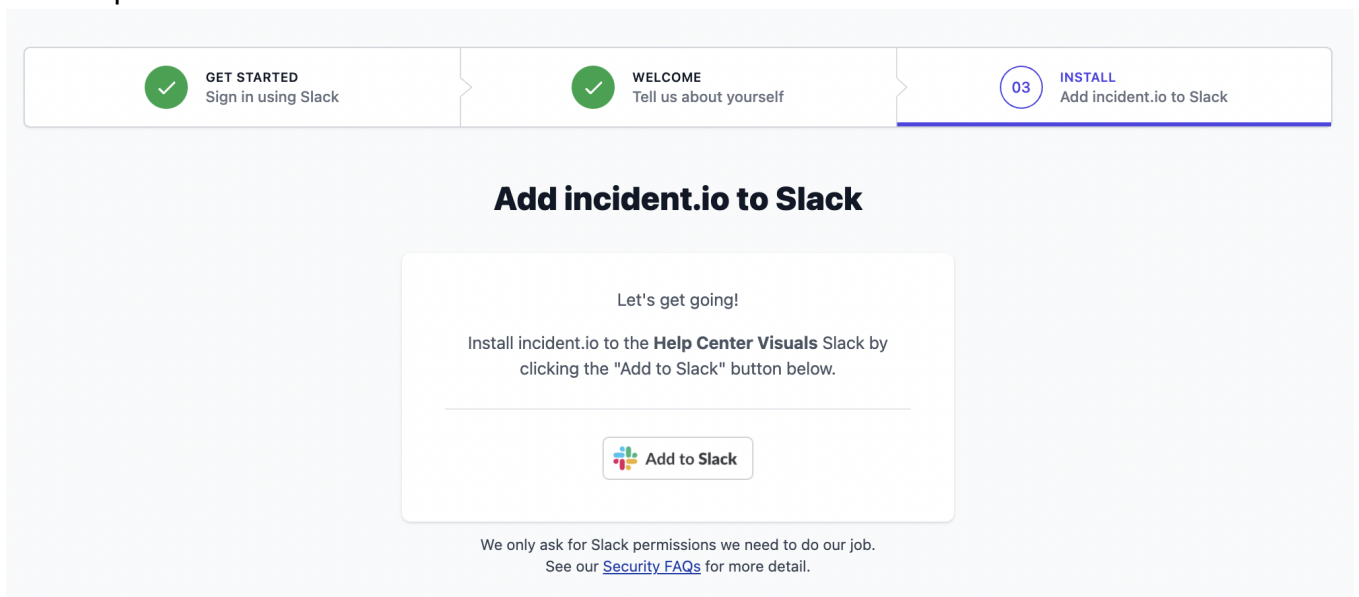 GET STARTED
Sign in using Slack
WELCOME
Tell us about yourself
03
INSTALL
Add incident.io to Slack
Add incident.io to Slack
Let's get going!
Install incident.io to the Help Center Visuals Slack by
clicking the "Add to Slack" button below.
Add to Slack
We only ask for Slack permissions we need to do our job.
See our Security FAQs for more detail.